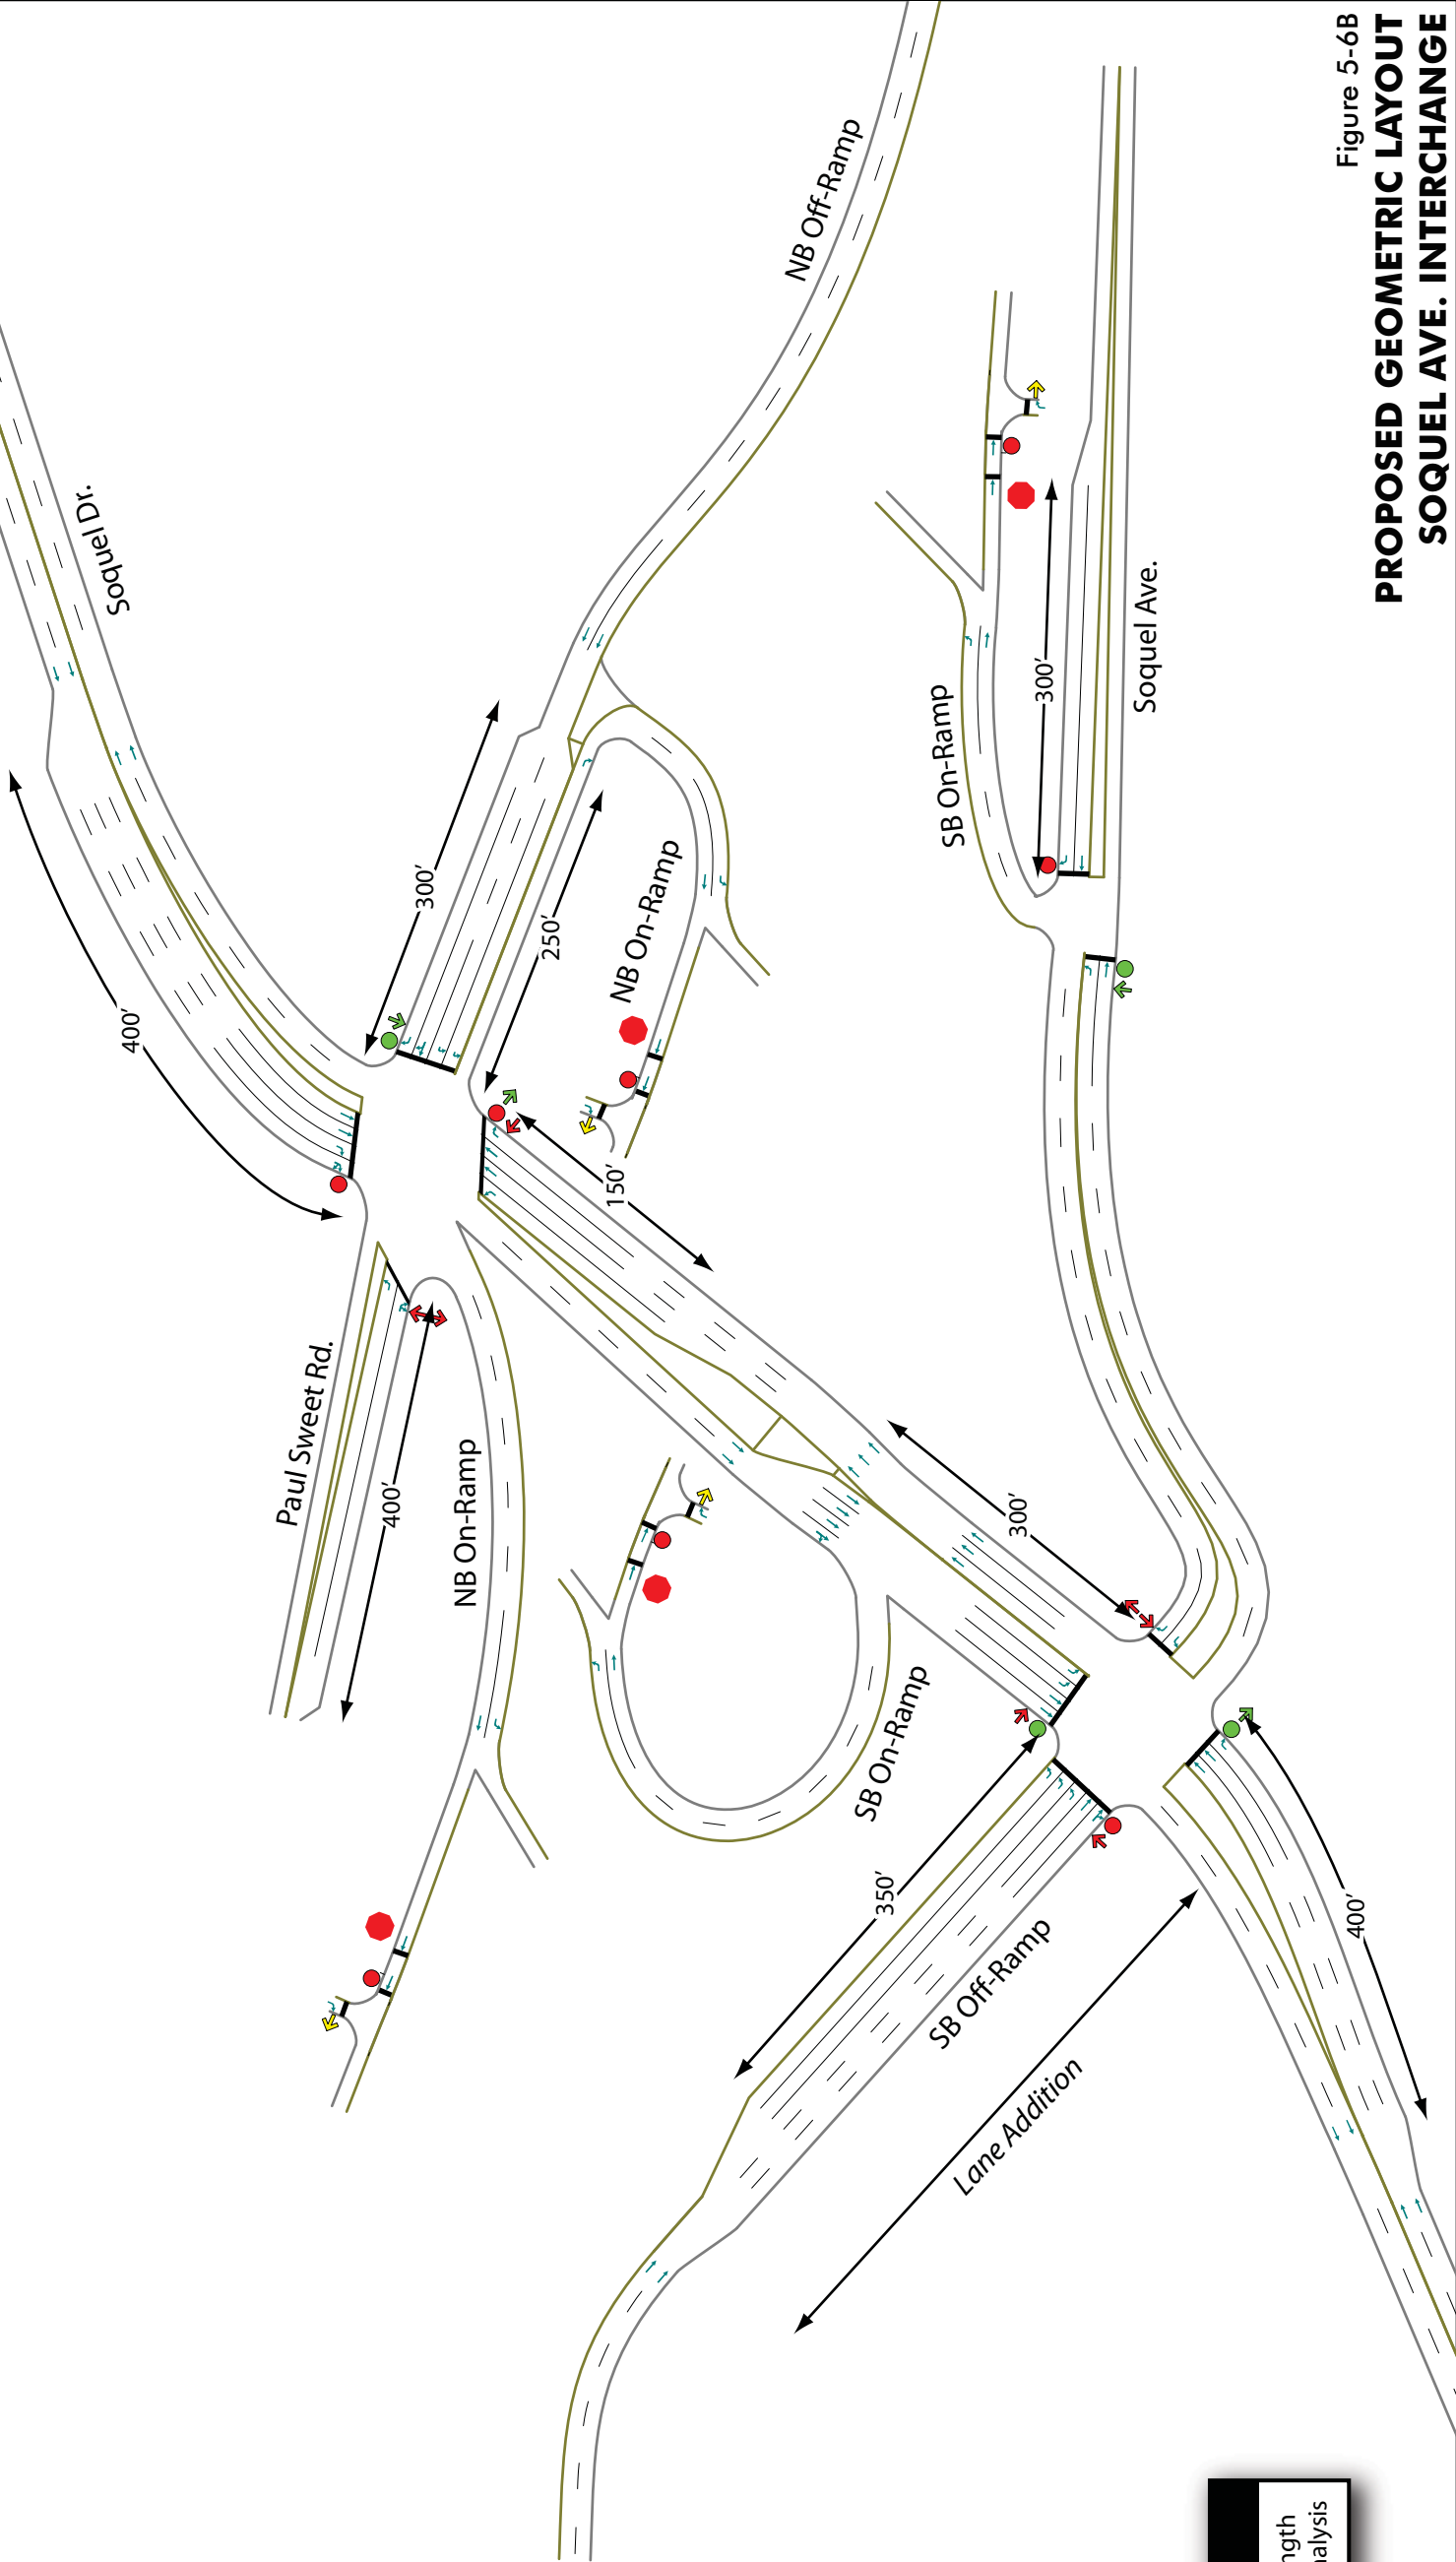 Figure 5-6B
PROPOSED GEOMETRIC LAYOUT
SOQUEL AVE. INTERCHANGE
NB Off-Ramp
Soquel Dr.
Soquel Ave.
300’
SB On-Ramp
300’
250’
NB On-Ramp
400’
150’
Paul Sweet Rd.
400’
NB On-Ramp
300’
SB On-Ramp
350’
SB Off-Ramp
400’
Lane Addition